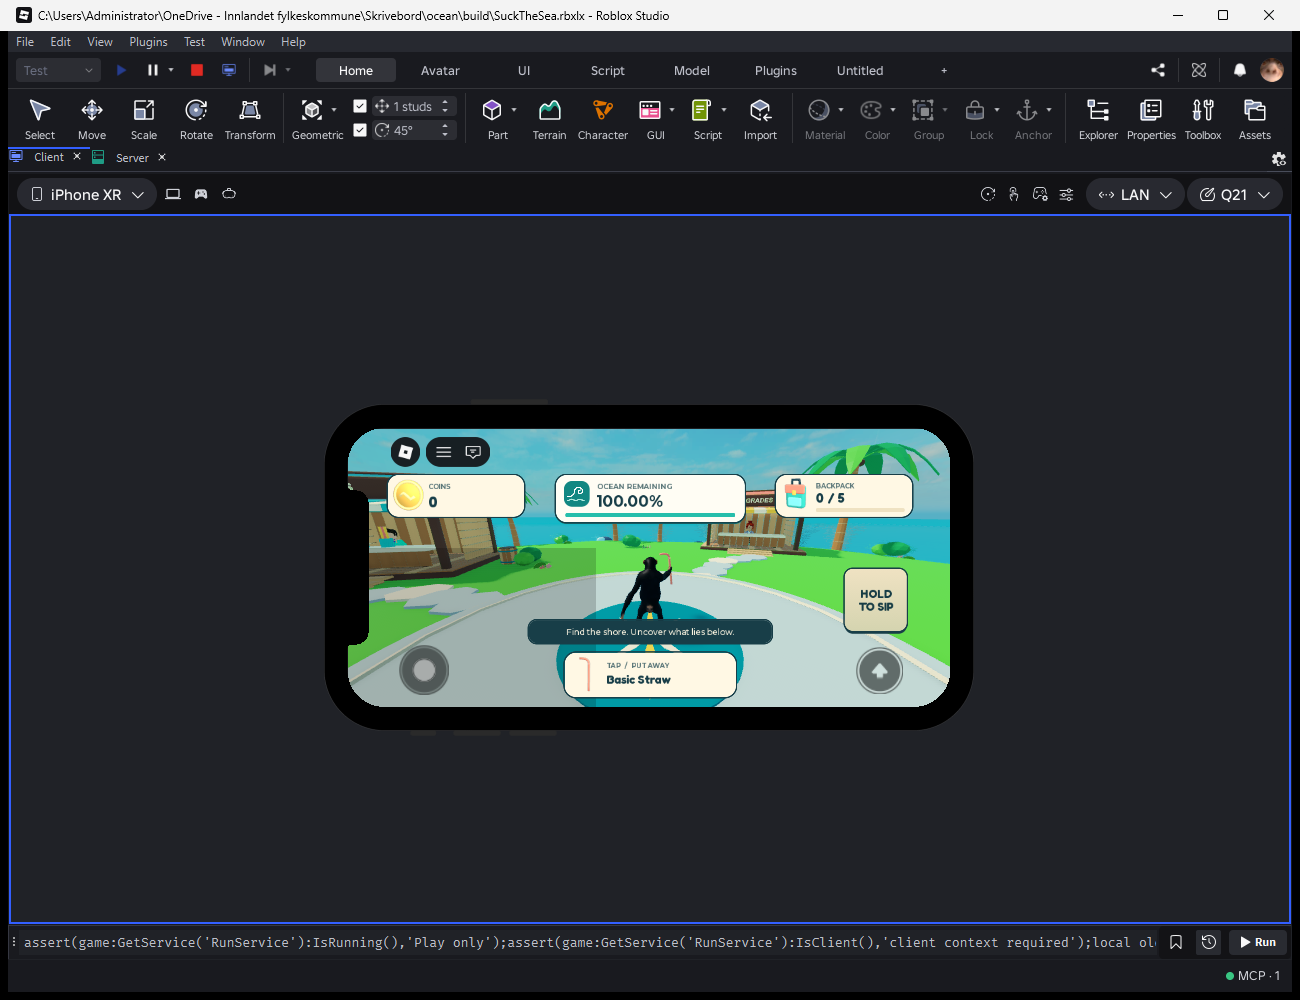 C:\Users\Administrator\OneDrive - Innlandet fylkeskommune\Skrivebord\ocean\build\SuckTheSea.rbxlx - Roblox Studio
File Edit View Plugins Test Window Help
Test Home Avatar UI Script Model Plugins Untitled +
1 studs
45°
Select Move Scale Rotate Transform Geometric Part Terrain Character GUI Script Import Material Color Group Lock Anchor Explorer Properties Toolbox Assets
Client Server
iPhone XR LAN Q21
COINS
0
OCEAN REMAINING
100.00%
BACKPACK
0 / 5
HOLD
TO SIP
Find the shore. Uncover what lies below.
TAP / PUT AWAY
Basic Straw
assert(game:GetService('RunService'):IsRunning(),'Play only');assert(game:GetService('RunService'):IsClient(),'client context required');local ol
Run
MCP · 1